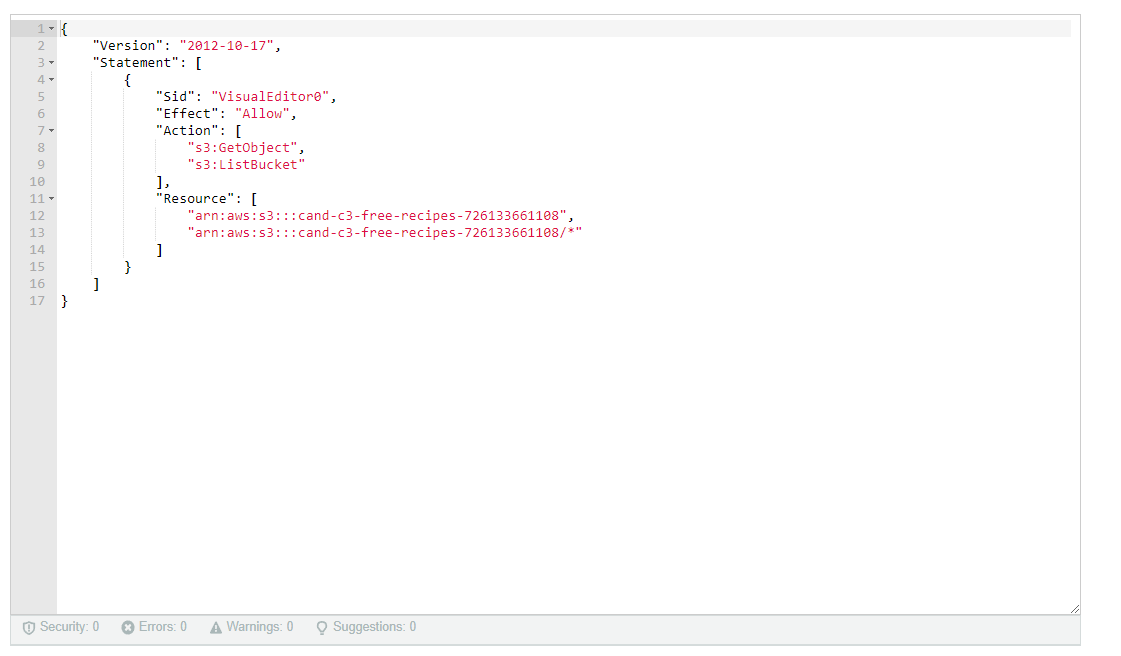 1 {
2 "Version": "2012-10-17",
3 "Statement": [
4 {
5 "Sid": "VisualEditor0",
6 "Effect": "Allow",
7 "Action": [
8 "s3:GetObject",
9 "s3:ListBucket"
10 ],
11 "Resource": [
12 "arn:aws:s3:::cand-c3-free-recipes-726133661108",
13 "arn:aws:s3:::cand-c3-free-recipes-726133661108/*"
14 ]
15 }
16 ]
17 }
Security: 0 Errors: 0 Warnings: 0 Suggestions: 0